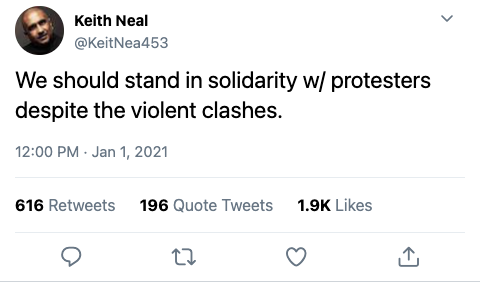 Keith Neal
@KeitNea453
We should stand in solidarity w/ protesters
despite the violent clashes.
12:00 PM · Jan 1, 2021
616 Retweets 196 Quote Tweets 1.9K Likes